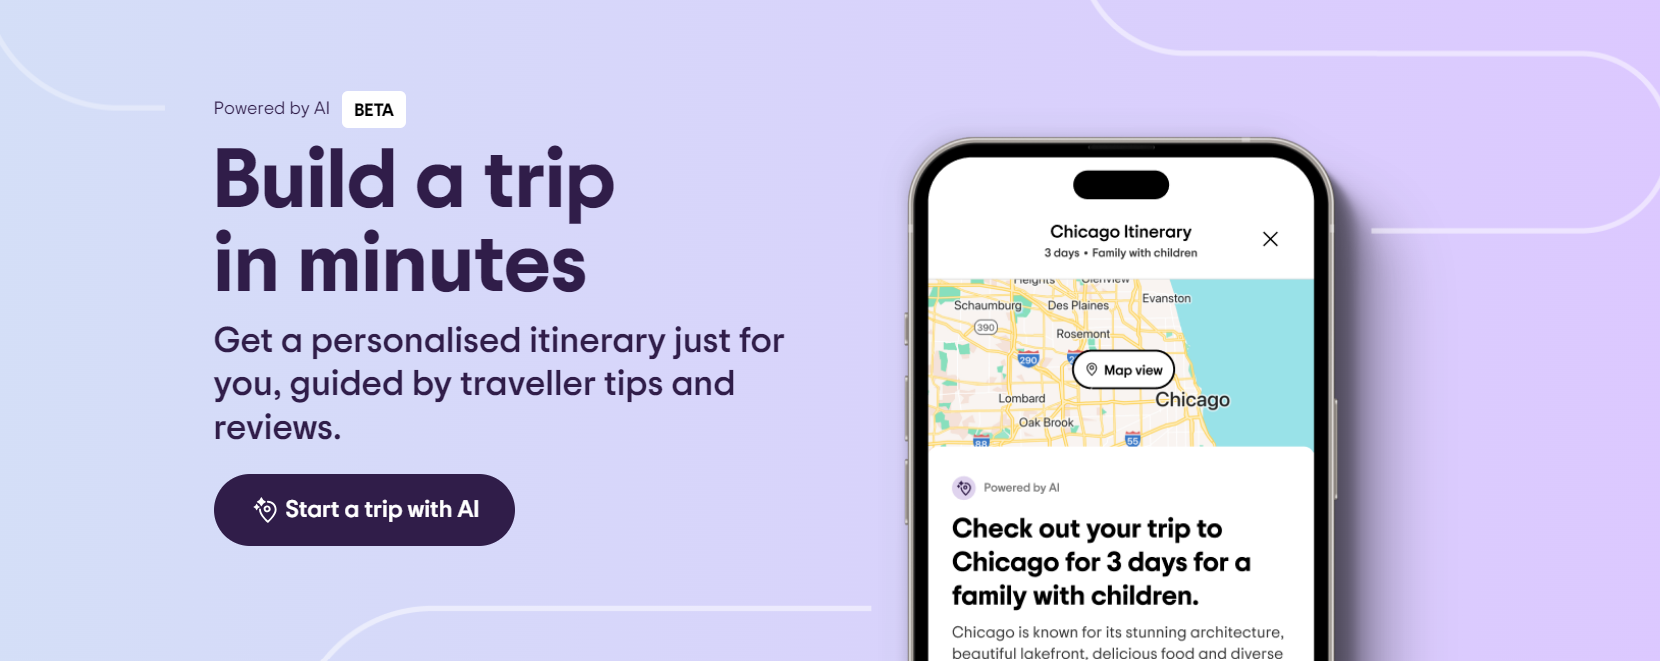 Powered by AI BETA
Build a trip
in minutes
Get a personalised itinerary just for
you, guided by traveller tips and
reviews.
Start a trip with AI
Chicago Itinerary
3 days • Family with children
Heights Glenview
Schaumburg Des Plaines Evanston
390
Rosemont
290
Map view
Lombard Chicago
Oak Brook
88 55
Powered by AI
Check out your trip to
Chicago for 3 days for a
family with children.
Chicago is known for its stunning architecture,
beautiful lakefront, delicious food and diverse